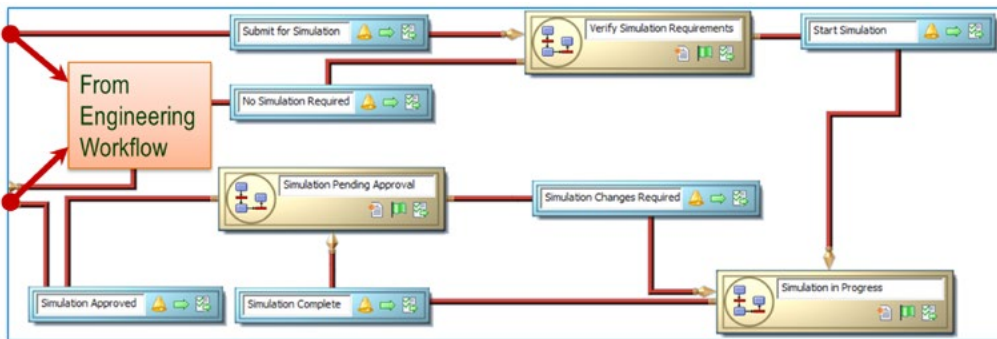 Submit for Simulation
Verify Simulation Requirements
Start Simulation
From
Engineering
Workflow
No Simulation Required
Simulation Pending Approval
Simulation Changes Required
Simulation Approved
Simulation Complete
Simulation in Progress